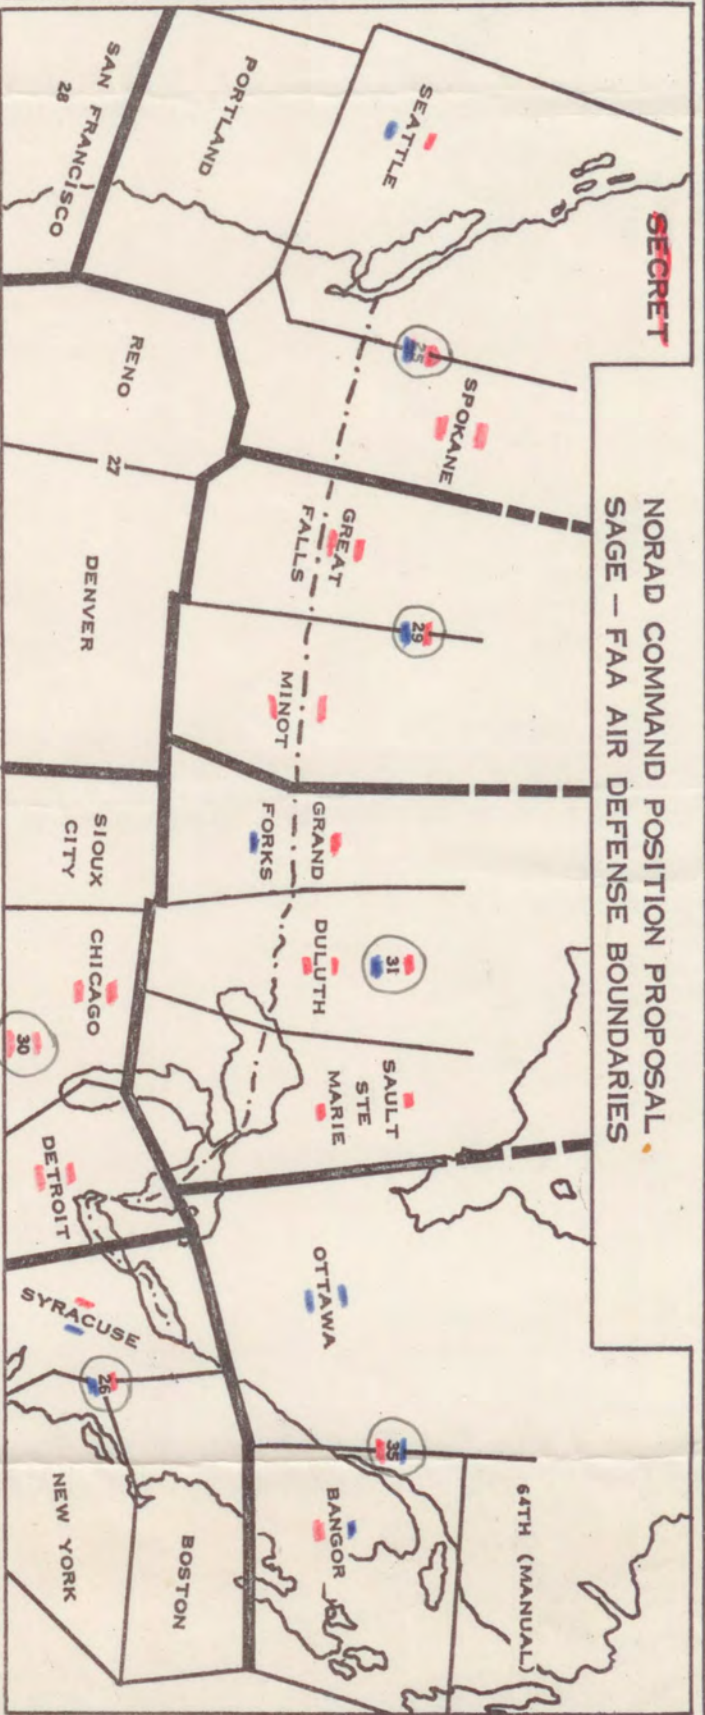 SECRET
NORAD COMMAND POSITION PROPOSAL.
SAGE — FAA AIR DEFENSE BOUNDARIES
SEATTLE
PORTLAND
SAN FRANCISCO
28
25
SPOKANE
RENO
27
GREAT
FALLS
29
DENVER
MINOT
GRAND
FORKS
SIOUX
CITY
31
DULUTH
CHICAGO
30
SAULT
STE
MARIE
DETROIT
OTTAWA
SYRACUSE
26
35
64TH (MANUAL)
BANGOR
BOSTON
NEW YORK